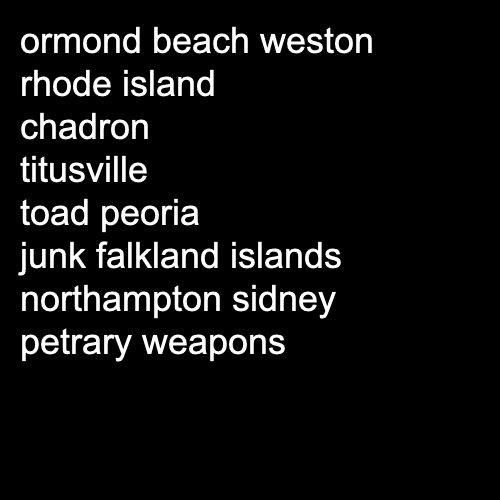 ormond beach weston
rhode island
chadron
titusville
toad peoria
junk falkland islands
northampton sidney
petrary weapons